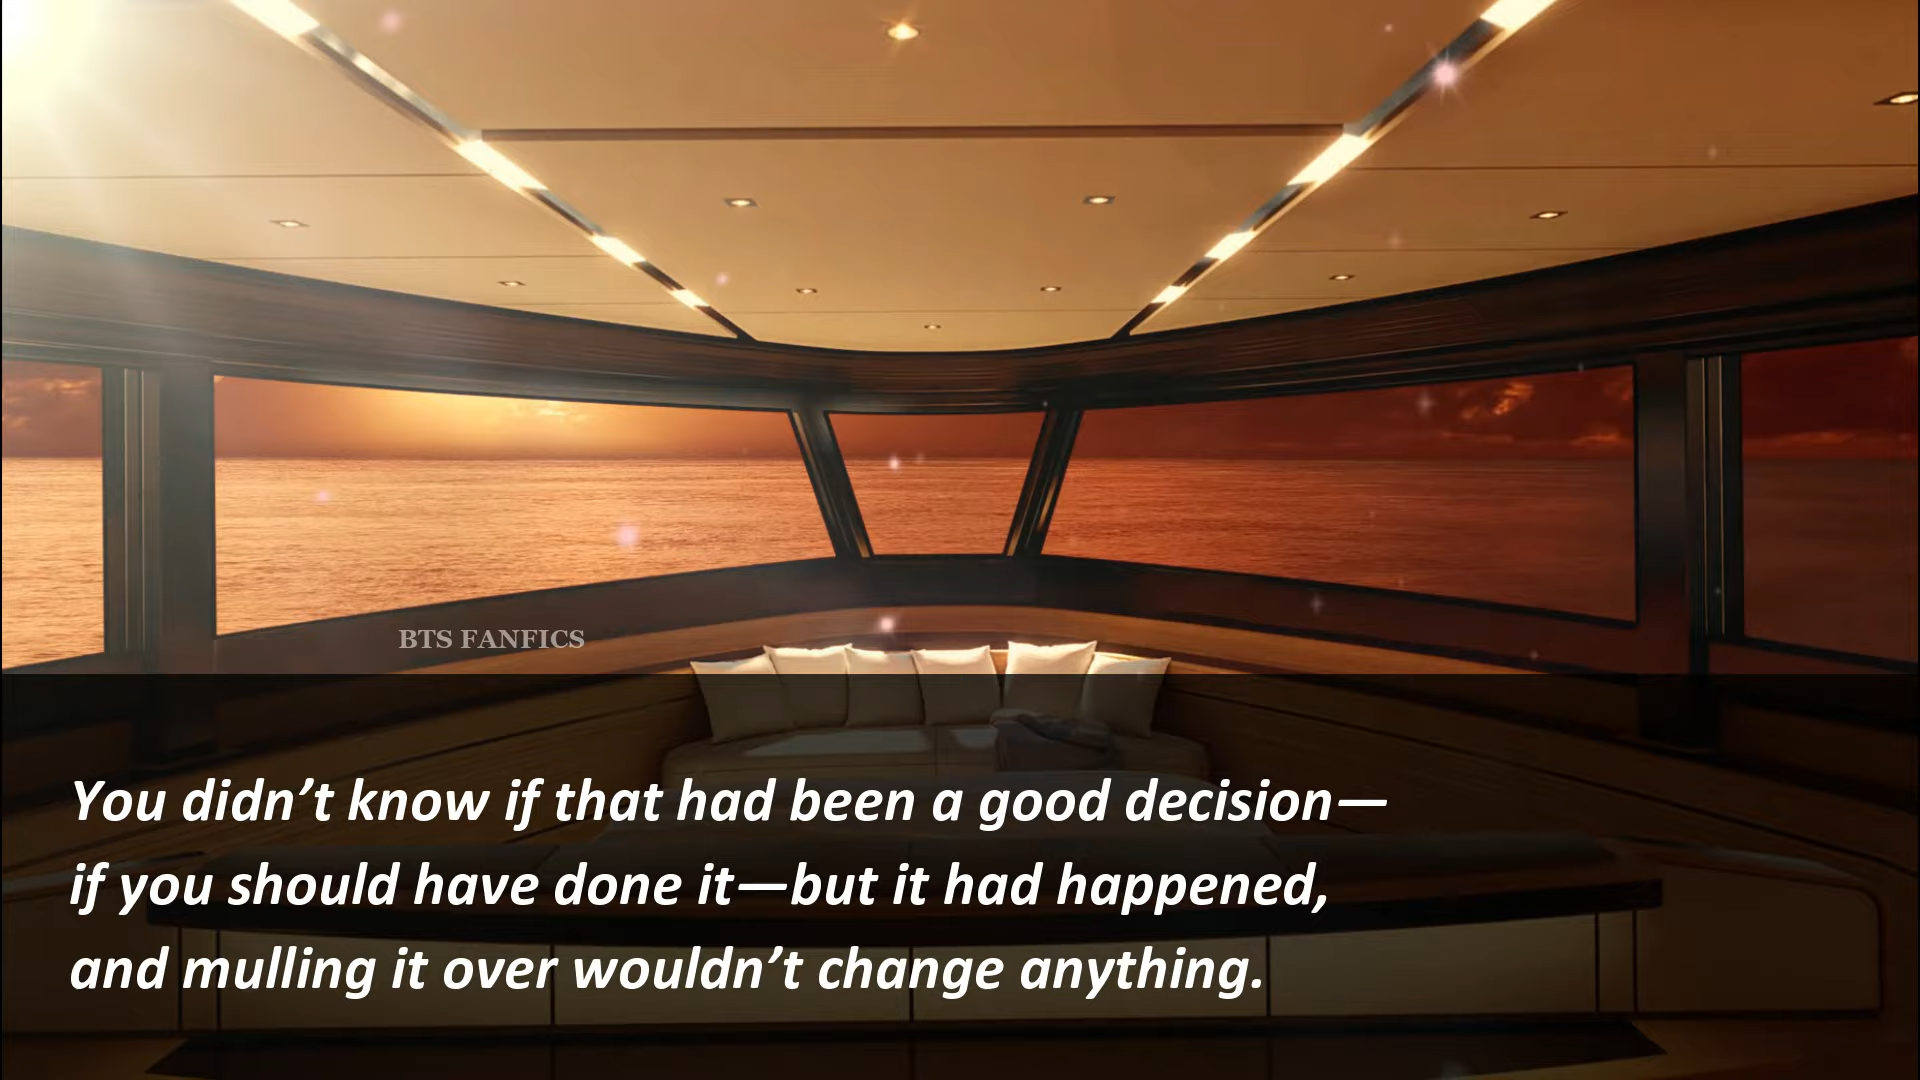 BTS FANFICS
You didn’t know if that had been a good decision—
if you should have done it—but it had happened,
and mulling it over wouldn’t change anything.